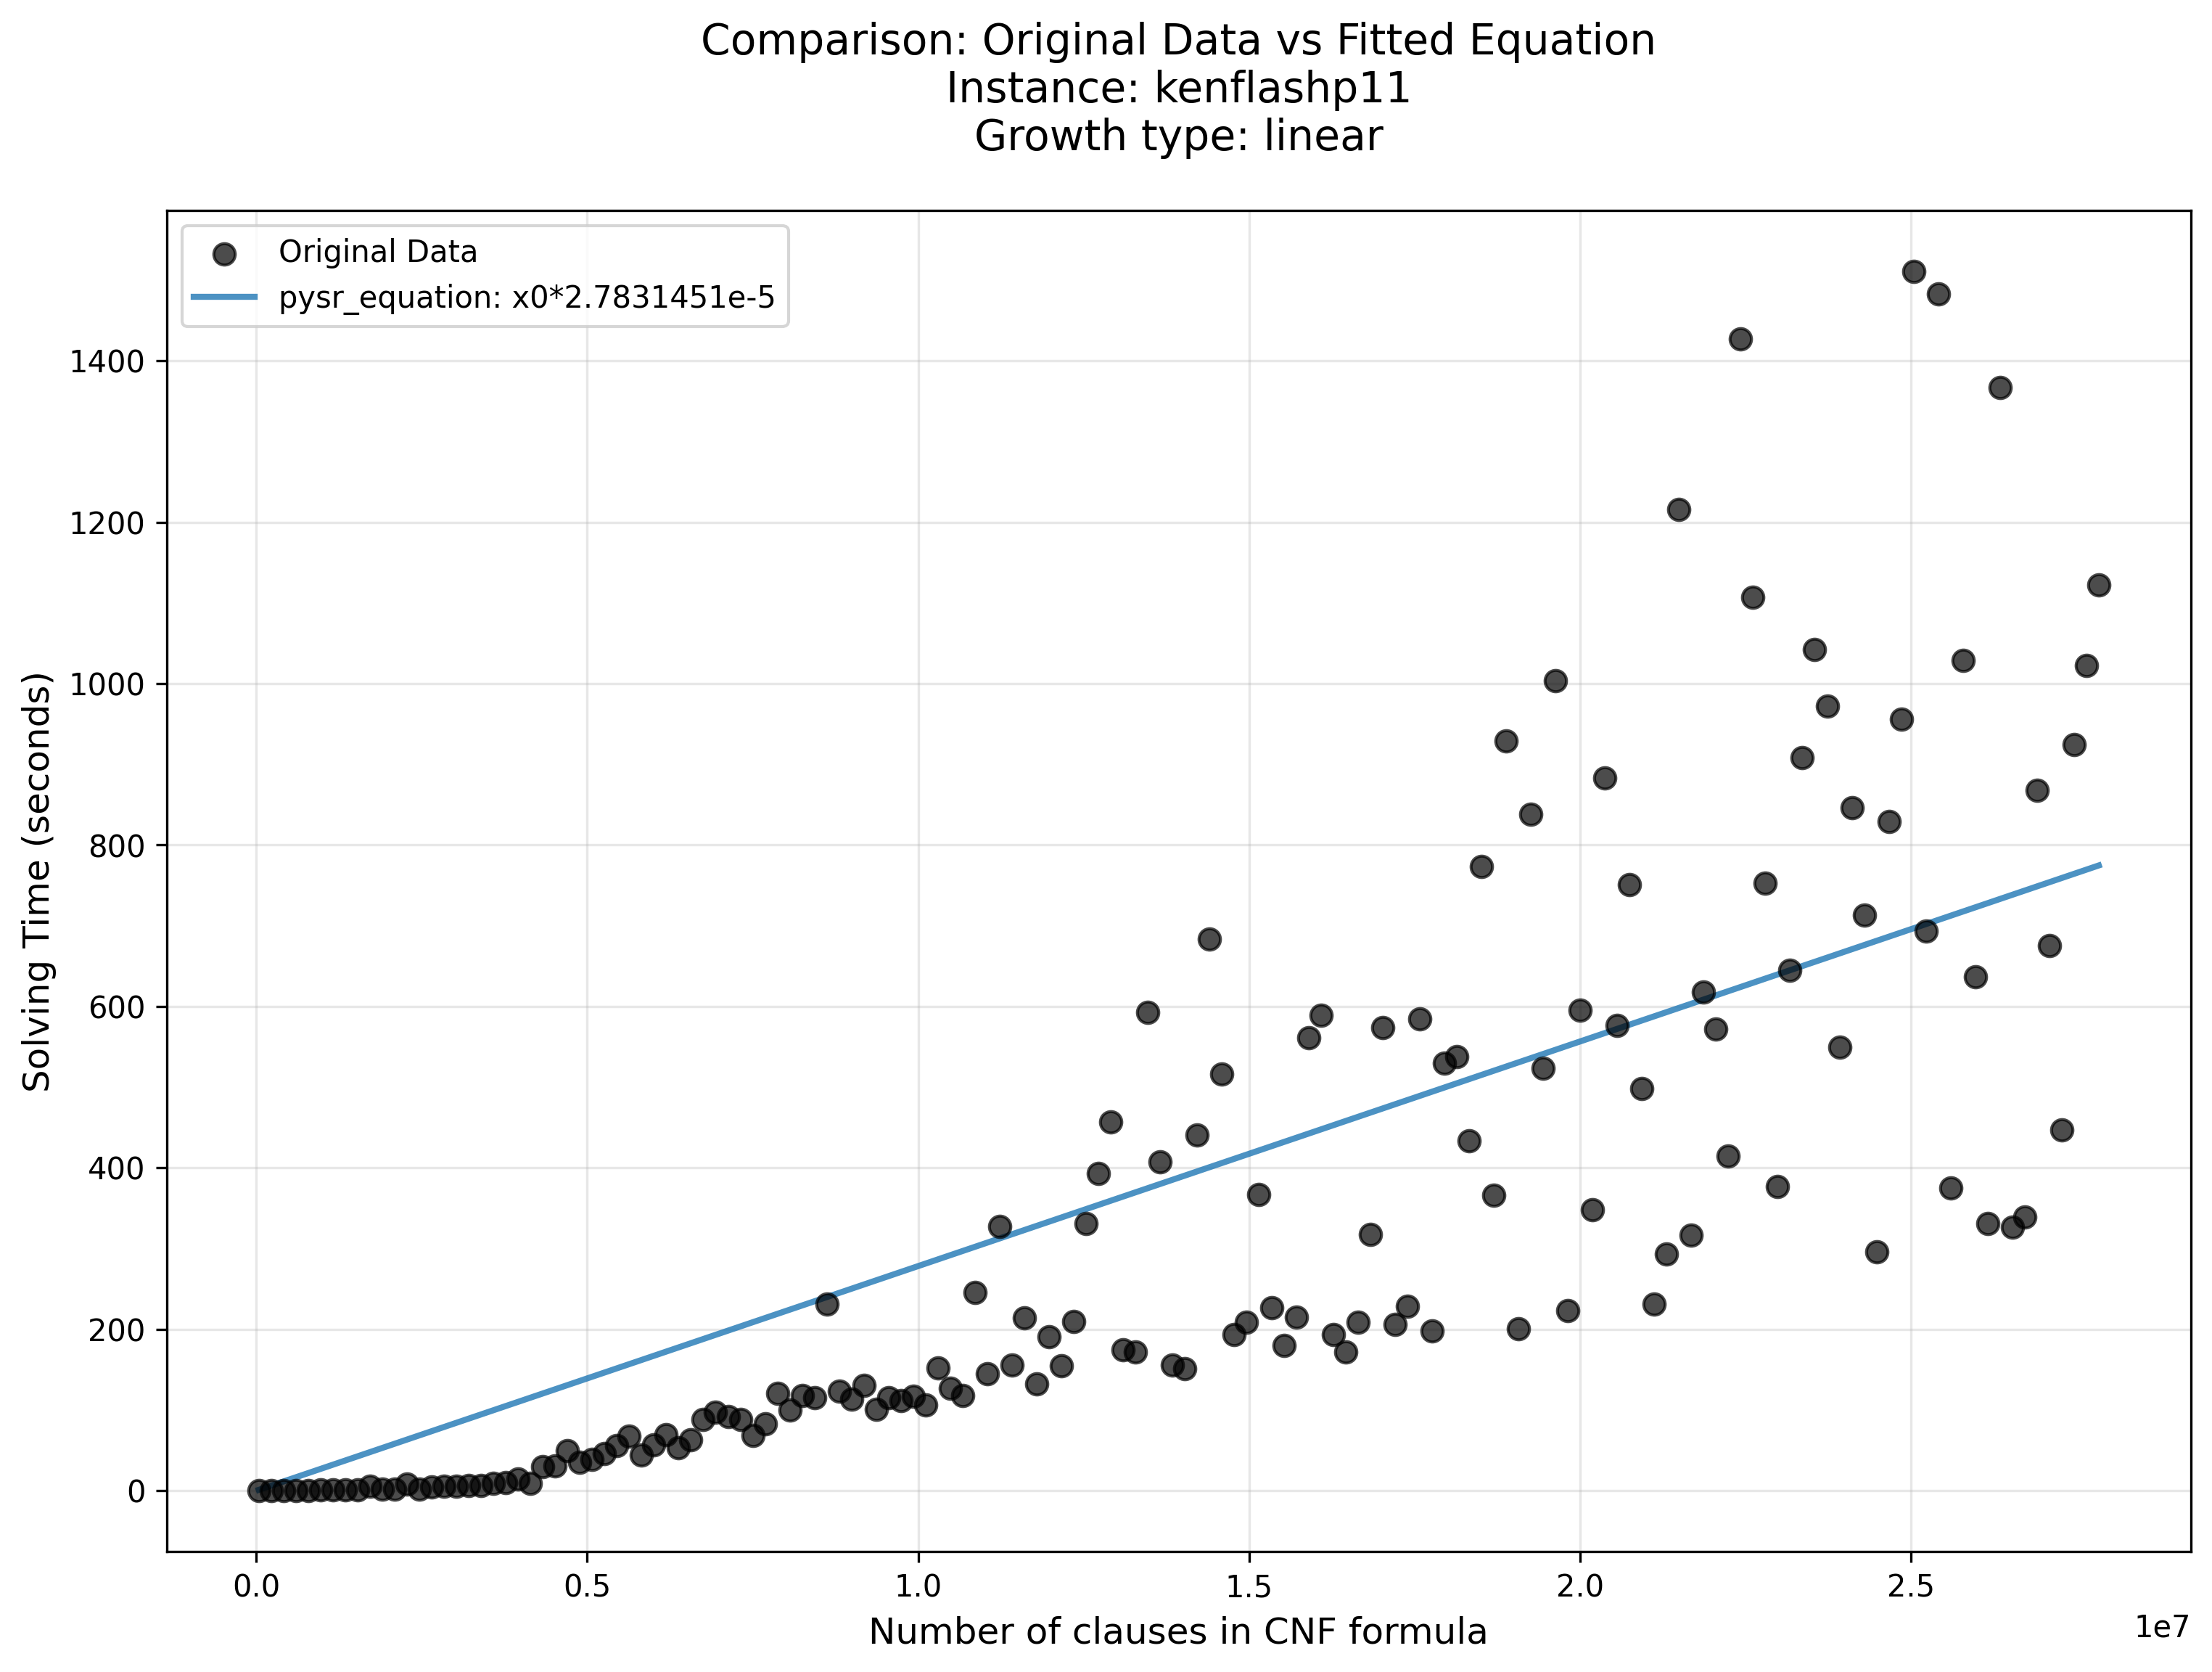 Comparison: Original Data vs Fitted Equation
Instance: kenflashp11
Growth type: linear
Original Data
pysr_equation: x0*2.7831451e-5
Solving Time (seconds)
1400
1200
1000
800
600
400
200
0
0.0 0.5 1.0 1.5 2.0 2.5
1e7
Number of clauses in CNF formula